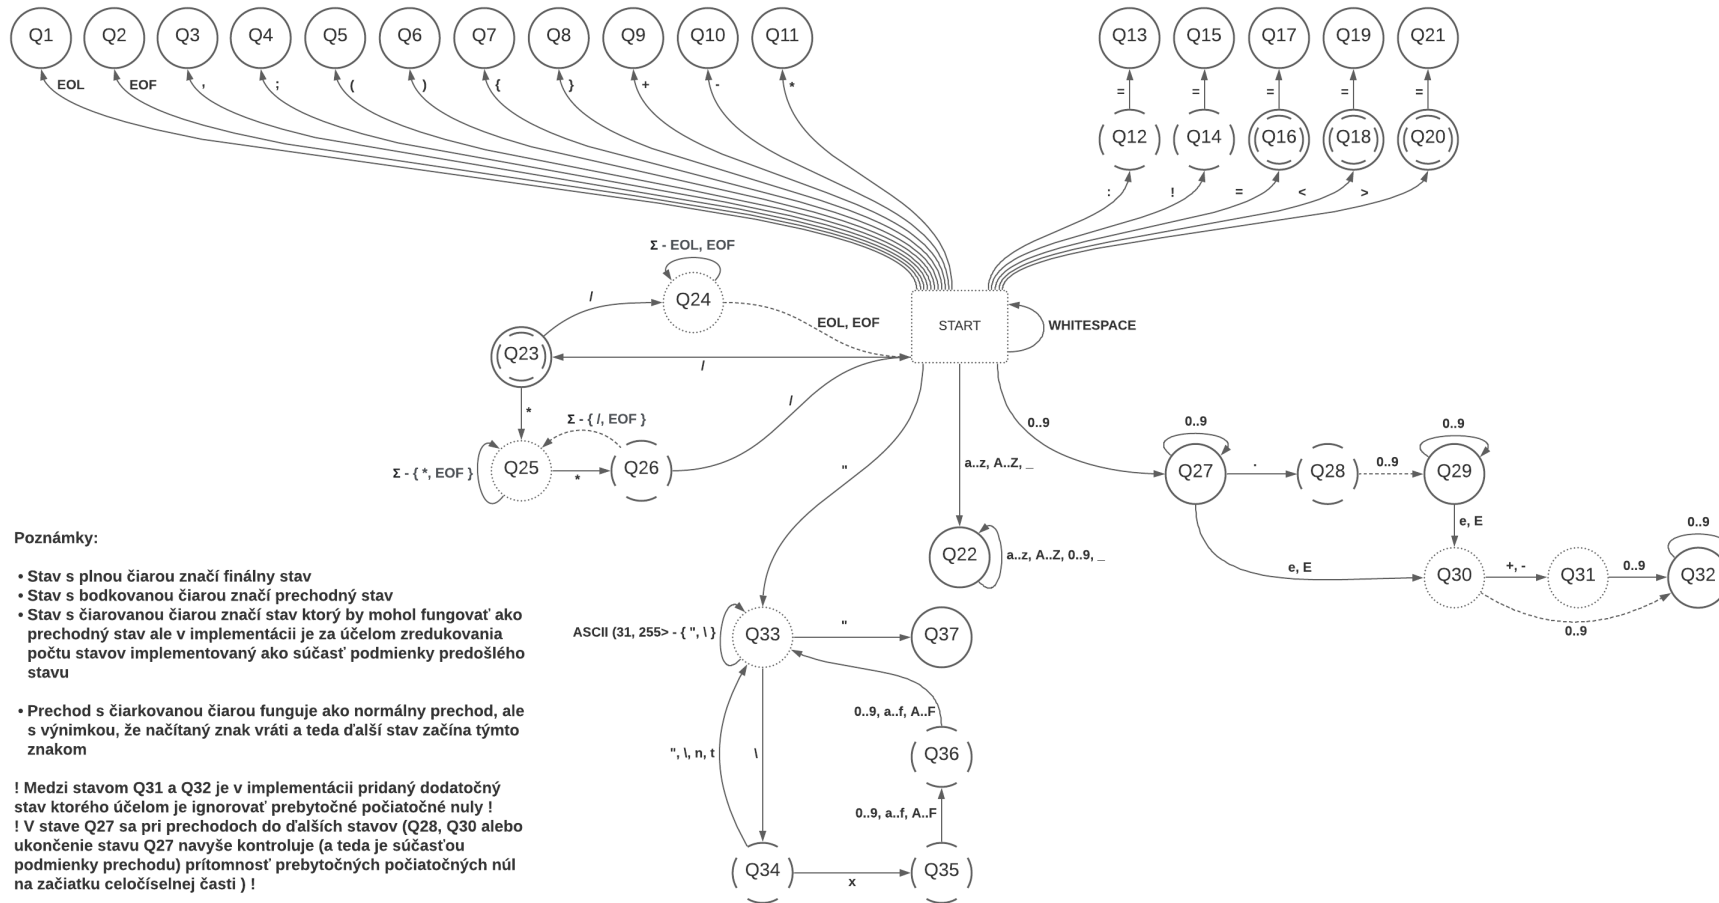 Q1 Q2 Q3 Q4 Q5 Q6 Q7 Q8 Q9 Q10 Q11 Q13 Q15 Q17 Q19 Q21
EOL EOF , ; ( ) { } + - * = = = = =
Q12 Q14 Q16 Q18 Q20
: ! = < >
Σ - EOL, EOF
/ Q24
EOL, EOF
START
WHITESPACE
Q23
/
*
Σ - { /, EOF }
/
0..9
0..9
0..9
Σ - { *, EOF }
Q25
*
Q26
"
a..z, A..Z, _
Q27
.
Q28
0..9
Q29
e, E
0..9
Q22
a..z, A..Z, 0..9, _
e, E
Q30
+, -
Q31
0..9
Q32
0..9
ASCII (31, 255> - { ", \ }
Q33
"
Q37
0..9, a..f, A..F
", \, n, t
\
Q36
0..9, a..f, A..F
Q34
x
Q35
Poznámky:
• Stav s plnou čiarou značí finálny stav
• Stav s bodkovanou čiarou značí prechodný stav
• Stav s čiarovanou čiarou značí stav ktorý by mohol fungovať ako
prechodný stav ale v implementácii je za účelom zredukovania
počtu stavov implementovaný ako súčasť podmienky predošlého
stavu
• Prechod s čiarkovanou čiarou funguje ako normálny prechod, ale
s výnimkou, že načítaný znak vráti a teda ďalší stav začína týmto
znakom
! Medzi stavom Q31 a Q32 je v implementácii pridaný dodatočný
stav ktorého účelom je ignorovať prebytočné počiatočné nuly !
! V stave Q27 sa pri prechodoch do ďalších stavov (Q28, Q30 alebo
ukončenie stavu Q27 navyše kontroluje (a teda je súčasťou
podmienky prechodu) prítomnosť prebytočných počiatočných núl
na začiatku celočíselnej časti ) !